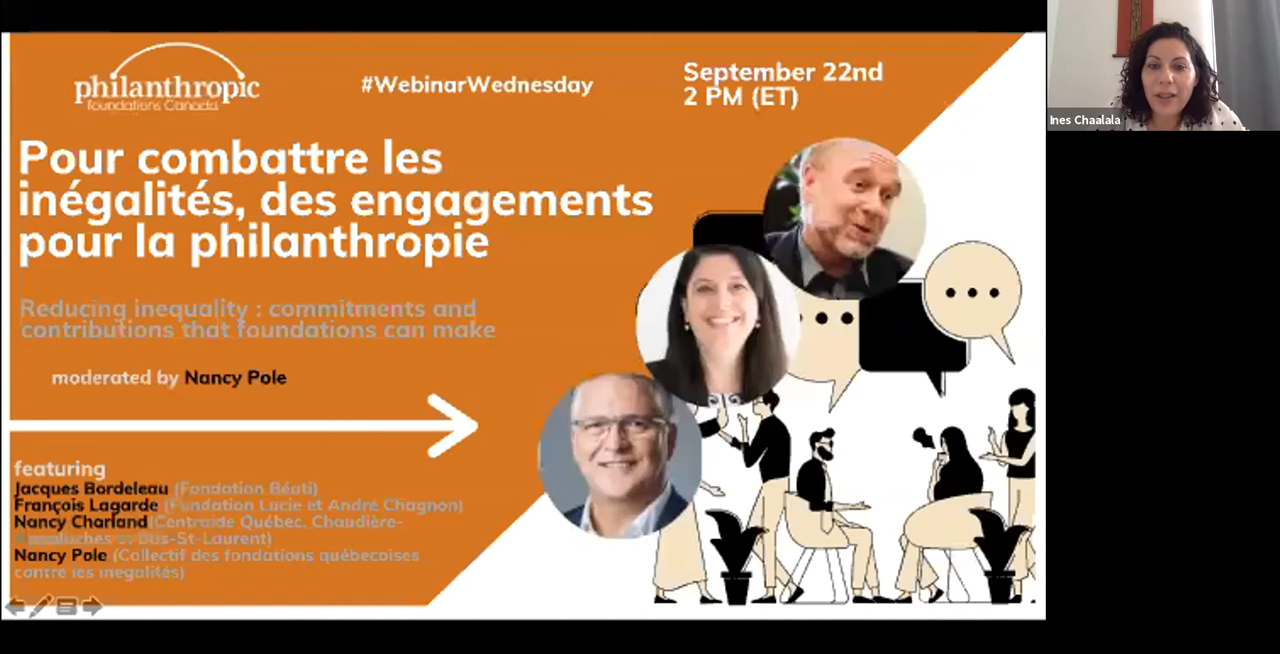 philanthropic
foundations Canada
#WebinarWednesday
September 22nd
2 PM (ET)
Pour combattre les
inégalités, des engagements
pour la philanthropie
Reducing inequality : commitments and
contributions that foundations can make
moderated by Nancy Pole
featuring
Jacques Bordeleau (Fondation Béati)
François Lagarde (Fondation Lucie et André Chagnon)
Nancy Charland (Centraide Québec, Chaudière-
et Bas-St-Laurent)
Nancy Pole (Collectif des fondations québecoises
contre les inégalités)
Ines Chaalala